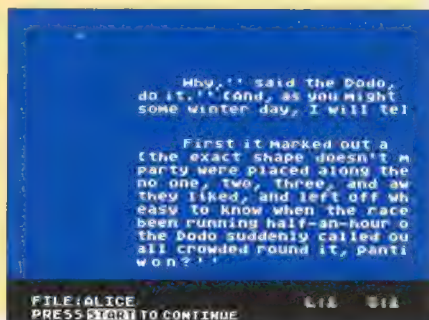 Why,'' said the Dodo,
do it.'' (And, as you might
some winter day, I will tel
First it marked out a
(the exact shape doesn't m
party were placed along the
no one, two, three, and aw
they liked, and left off wh
easy to know when the race
been running half-an-hour o
the Dodo suddenly called ou
all crowded round it, panti
won?''
FILE:ALICE
PRESS START TO CONTINUE